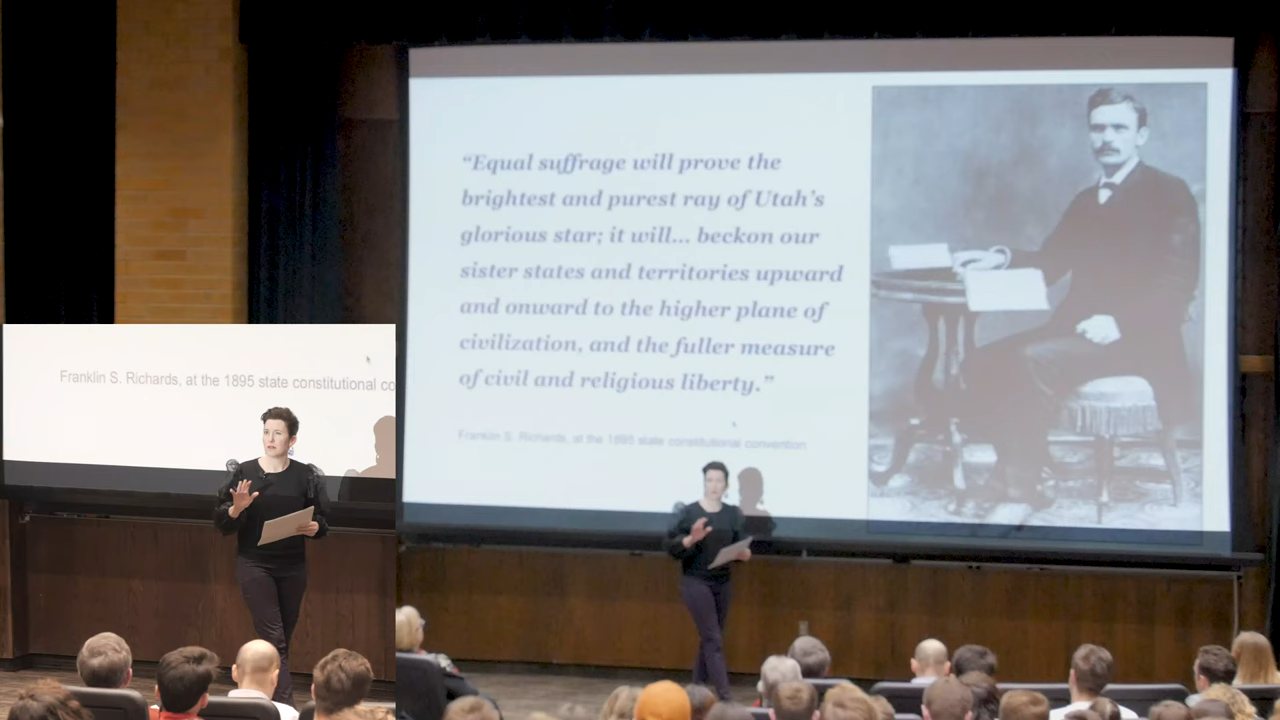 “Equal suffrage will prove the
brightest and purest ray of Utah’s
glorious star; it will... beckon our
sister states and territories upward
and onward to the higher plane of
civilization, and the fuller measure
of civil and religious liberty.”
Franklin S. Richards, at the 1895 state constitutional convention
Franklin S. Richards, at the 1895 state constitutional co